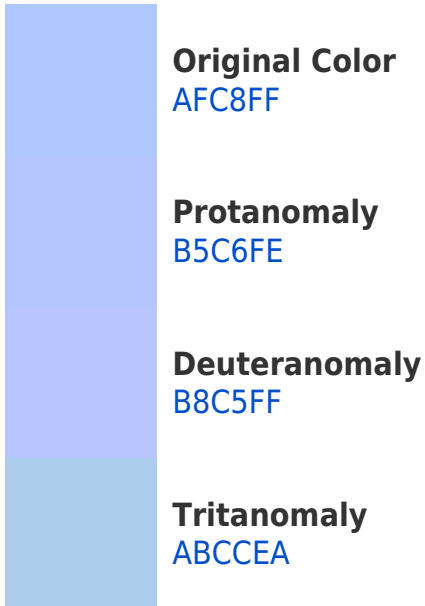 Original Color
AFC8FF
Protanomaly
B5C6FE
Deuteranomaly
B8C5FF
Tritanomaly
ABCCEA